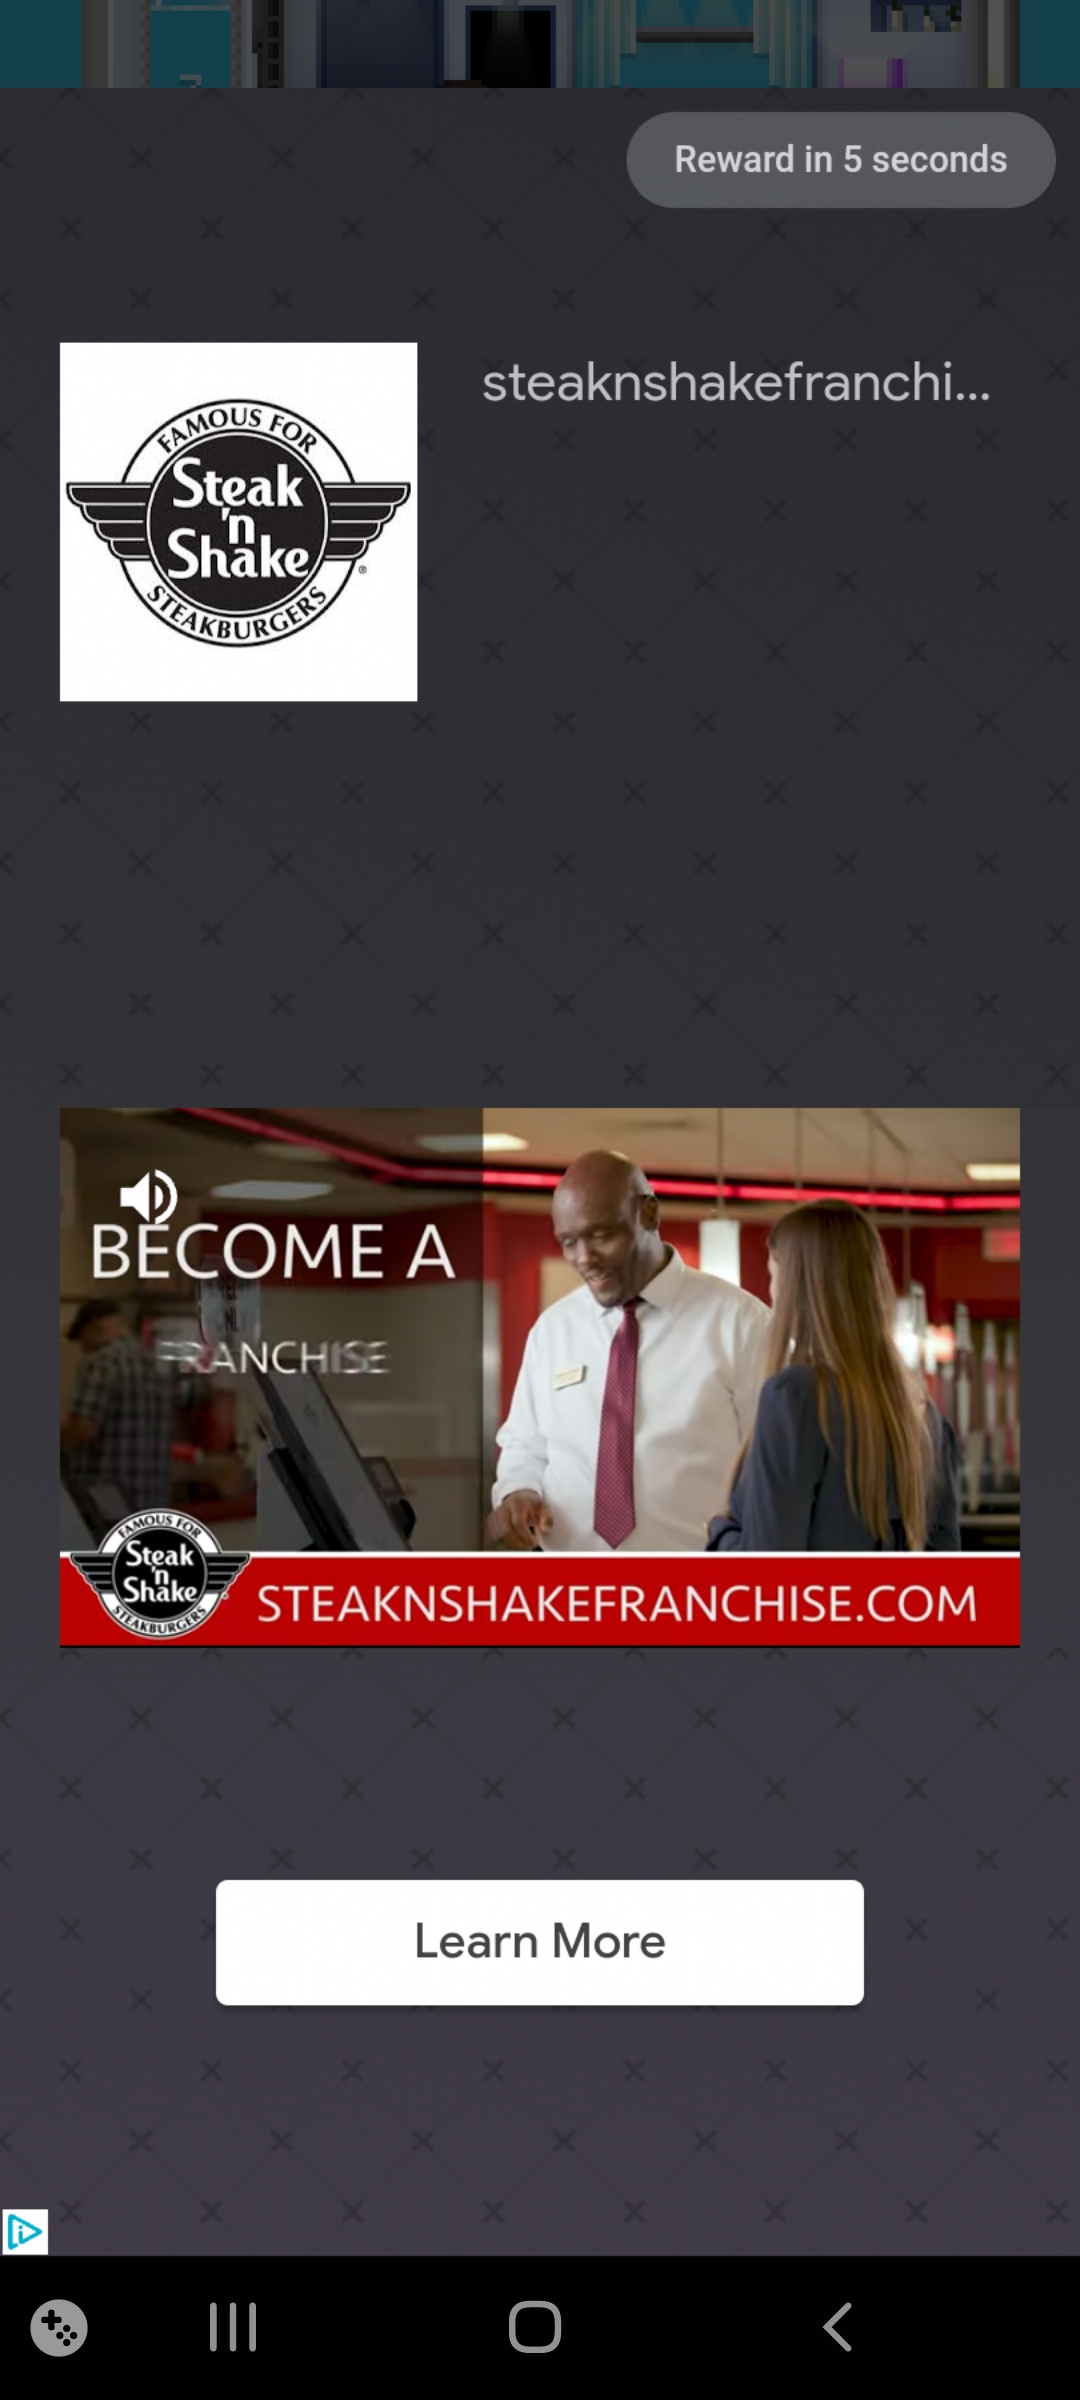 Reward in 5 seconds
steaknshakefranchi...
FAMOUS FOR
Steak
'n
Shake
®
STEAKBURGERS
BECOME A
FRANCHISE
FAMOUS FOR
Steak
'n
Shake
STEAKBURGERS
STEAKNSHAKEFRANCHISE.COM
Learn More